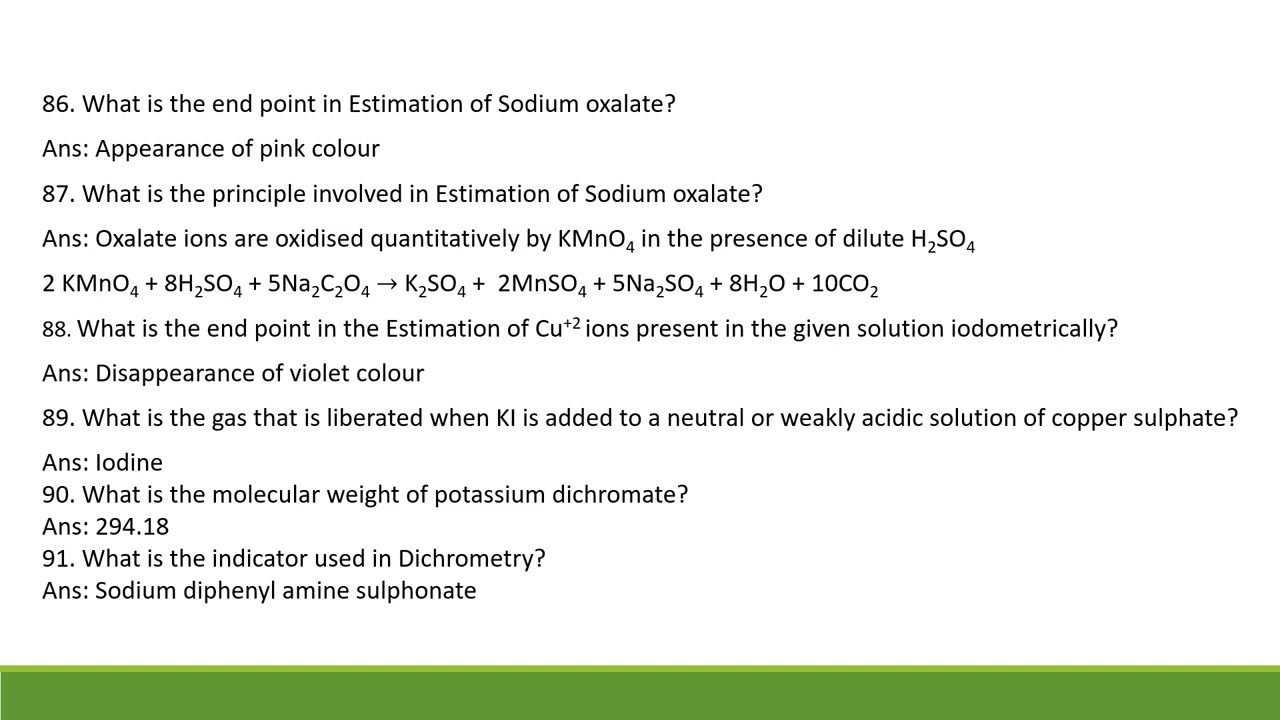 86. What is the end point in Estimation of Sodium oxalate?
Ans: Appearance of pink colour
87. What is the principle involved in Estimation of Sodium oxalate?
Ans: Oxalate ions are oxidised quantitatively by KMnO₄ in the presence of dilute H₂SO₄
2 KMnO₄ + 8H₂SO₄ + 5Na₂C₂O₄ → K₂SO₄ + 2MnSO₄ + 5Na₂SO₄ + 8H₂O + 10CO₂
88. What is the end point in the Estimation of Cu⁺² ions present in the given solution iodometrically?
Ans: Disappearance of violet colour
89. What is the gas that is liberated when KI is added to a neutral or weakly acidic solution of copper sulphate?
Ans: Iodine
90. What is the molecular weight of potassium dichromate?
Ans: 294.18
91. What is the indicator used in Dichrometry?
Ans: Sodium diphenyl amine sulphonate